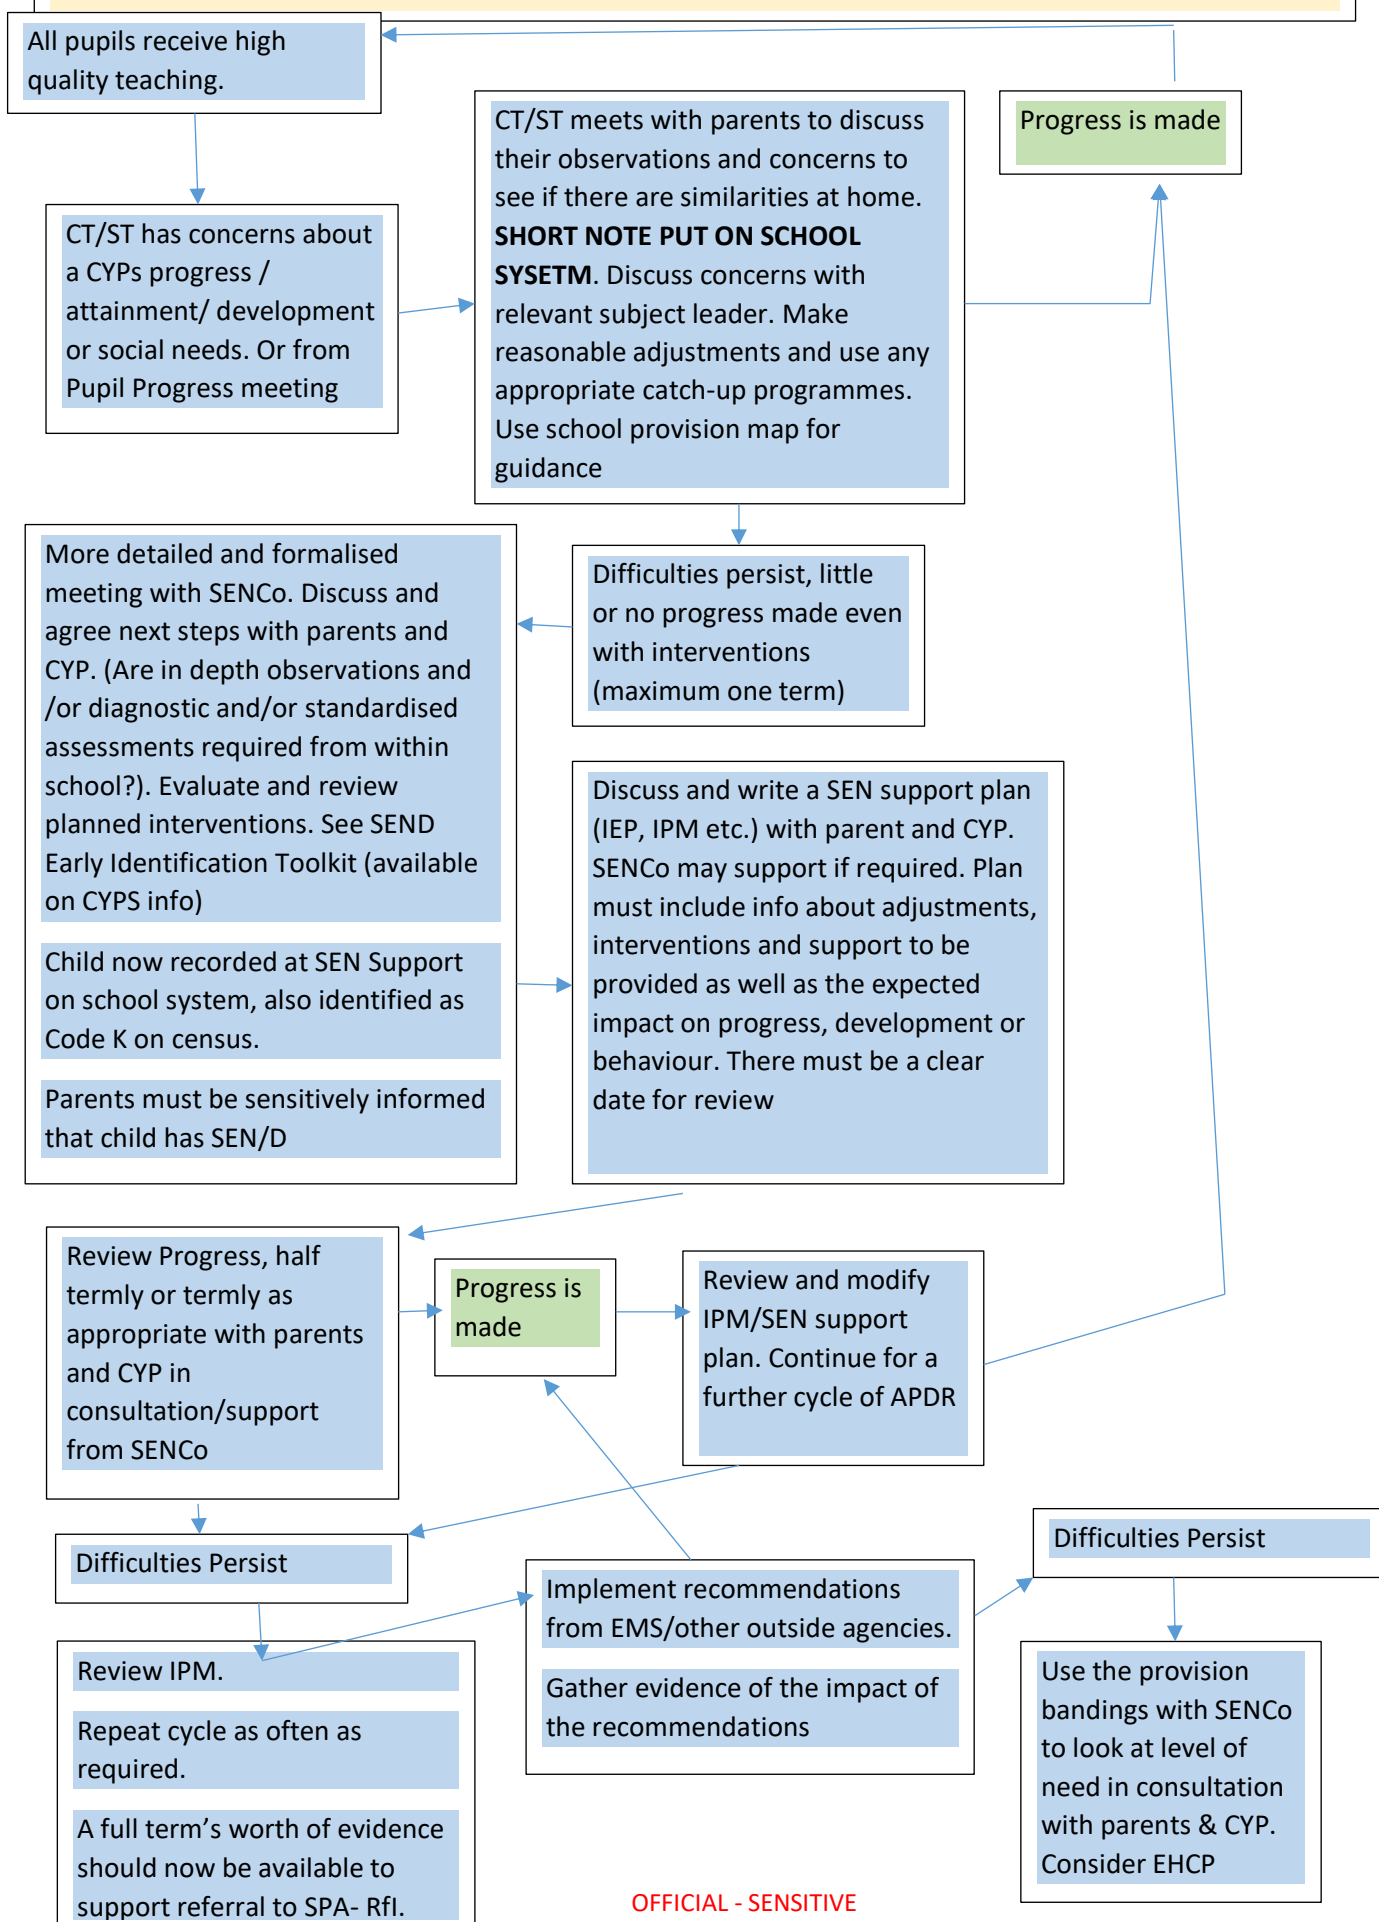 All pupils receive high
quality teaching.
CT/ST meets with parents to discuss
their observations and concerns to
see if there are similarities at home.
SHORT NOTE PUT ON SCHOOL
SYSETM. Discuss concerns with
relevant subject leader. Make
reasonable adjustments and use any
appropriate catch-up programmes.
Use school provision map for
guidance
Progress is made
CT/ST has concerns about
a CYPs progress /
attainment/ development
or social needs. Or from
Pupil Progress meeting
More detailed and formalised
meeting with SENCo. Discuss and
agree next steps with parents and
CYP. (Are in depth observations and
/or diagnostic and/or standardised
assessments required from within
school?). Evaluate and review
planned interventions. See SEND
Early Identification Toolkit (available
on CYPS info)
Child now recorded at SEN Support
on school system, also identified as
Code K on census.
Parents must be sensitively informed
that child has SEN/D
Difficulties persist, little
or no progress made even
with interventions
(maximum one term)
Discuss and write a SEN support plan
(IEP, IPM etc.) with parent and CYP.
SENCo may support if required. Plan
must include info about adjustments,
interventions and support to be
provided as well as the expected
impact on progress, development or
behaviour. There must be a clear
date for review
Review Progress, half
termly or termly as
appropriate with parents
and CYP in
consultation/support
from SENCo
Progress is
made
Review and modify
IPM/SEN support
plan. Continue for a
further cycle of APDR
Difficulties Persist
Difficulties Persist
Implement recommendations
from EMS/other outside agencies.
Gather evidence of the impact of
the recommendations
Review IPM.
Repeat cycle as often as
required.
A full term's worth of evidence
should now be available to
support referral to SPA- RfI.
Use the provision
bandings with SENCo
to look at level of
need in consultation
with parents & CYP.
Consider EHCP
OFFICIAL - SENSITIVE